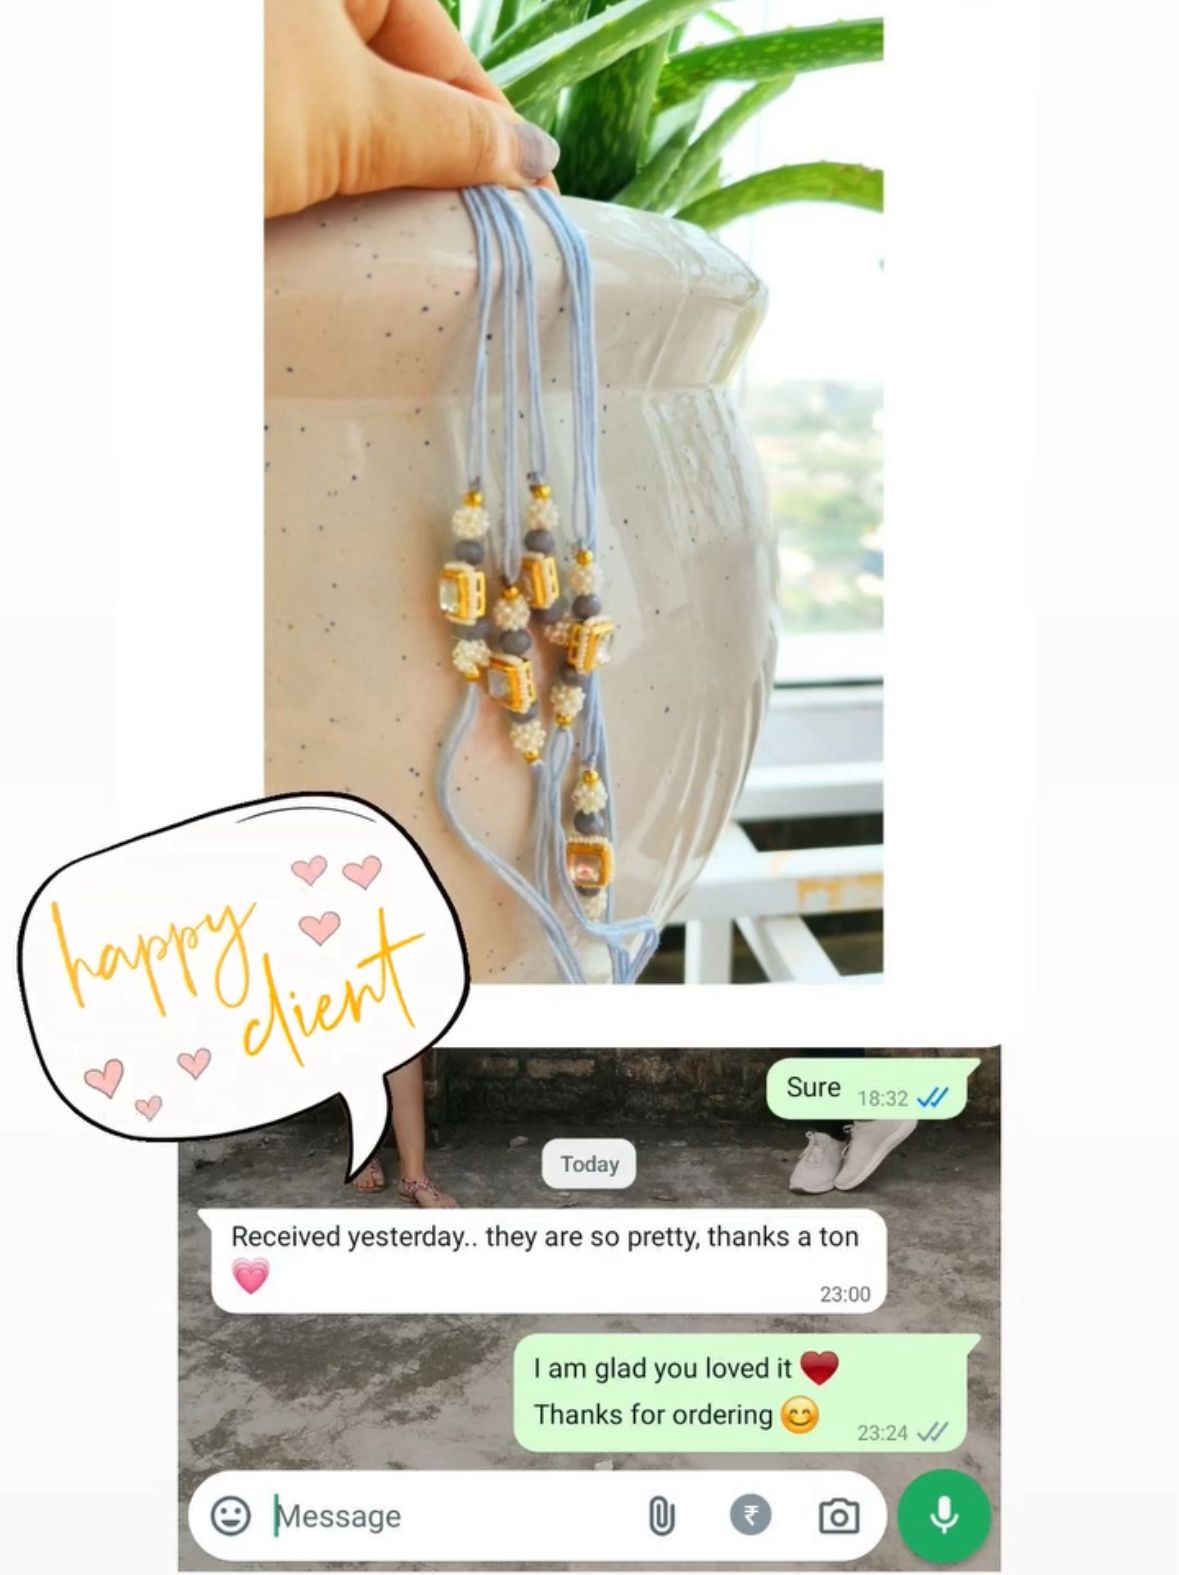 happy
client
Sure 18:32
Today
Received yesterday.. they are so pretty, thanks a ton
💗
23:00
I am glad you loved it ❤️
Thanks for ordering 😊 23:24
Message
₹